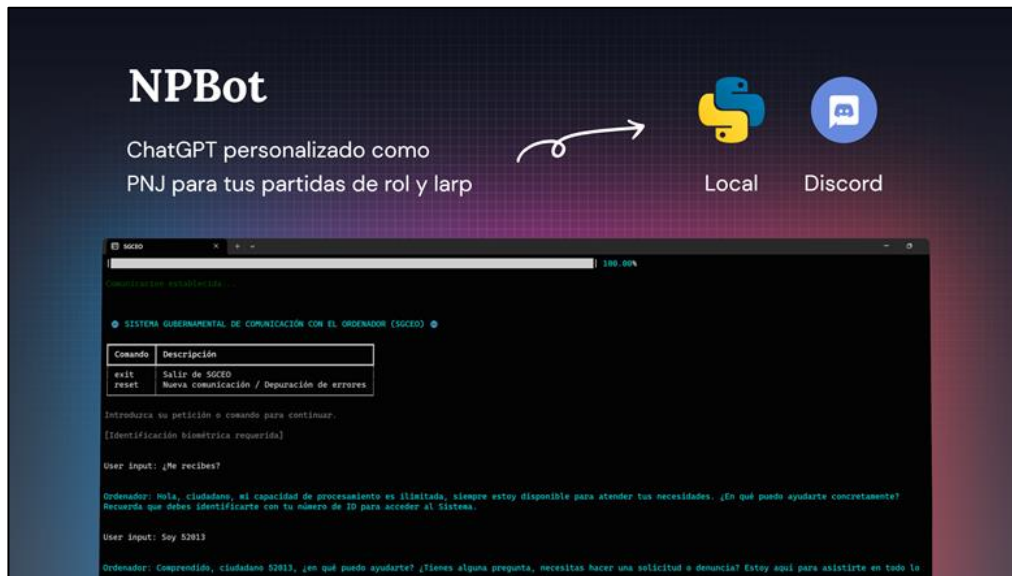 NPBot
ChatGPT personalizado como
PNJ para tus partidas de rol y larp
Local
Discord
SGCEO
100.00%
Comunicación establecida...
SISTEMA GUBERNAMENTAL DE COMUNICACIÓN CON EL ORDENADOR (SGCEO)
Comando Descripción
exit Salir de SGCEO
reset Nueva comunicación / Depuración de errores
Introduzca su petición o comando para continuar.
[Identificación biométrica requerida]
User input: ¿Me recibes?
Ordenador: Hola, ciudadano, mi capacidad de procesamiento es ilimitada, siempre estoy disponible para atender tus necesidades. ¿En qué puedo ayudarte concretamente?
Recuerda que debes identificarte con tu número de ID para acceder al Sistema.
User input: Soy 52013
Ordenador: Comprendido, ciudadano 52013, ¿en qué puedo ayudarte? ¿Tienes alguna pregunta, necesitas hacer una solicitud o denuncia? Estoy aquí para asistirte en todo lo